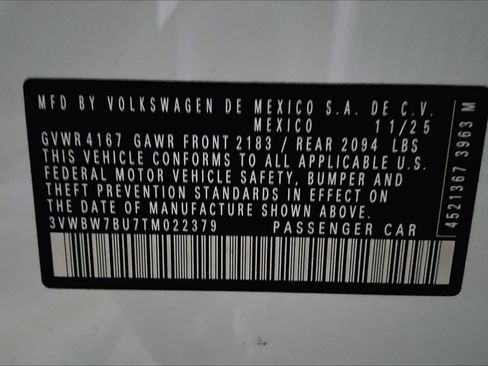 MFD BY VOLKSWAGEN DE MEXICO S.A. DE C.V.
MEXICO 11/25
GVWR 4167 GAWR FRONT 2183 / REAR 2094 LBS
THIS VEHICLE CONFORMS TO ALL APPLICABLE U.S.
FEDERAL MOTOR VEHICLE SAFETY, BUMPER AND
THEFT PREVENTION STANDARDS IN EFFECT ON
THE DATE OF MANUFACTURE SHOWN ABOVE.
3VWBW7BU7TM022379 PASSENGER CAR
4521367 3963 M